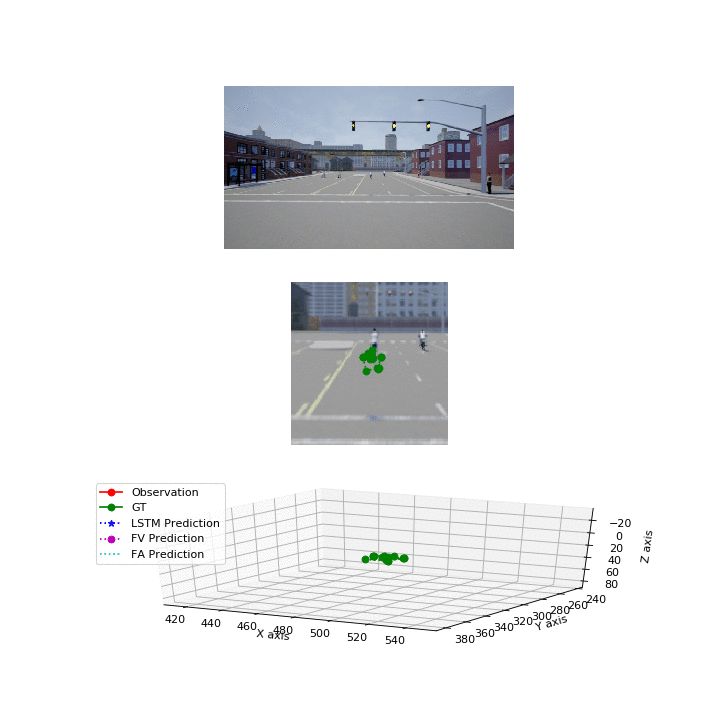 Observation
GT
LSTM Prediction
FV Prediction
FA Prediction
−20
0
20
40
60
80
Z axis
420
440
460
480
500
520
540
X axis
380
360
340
320
300
280
260
240
Y axis